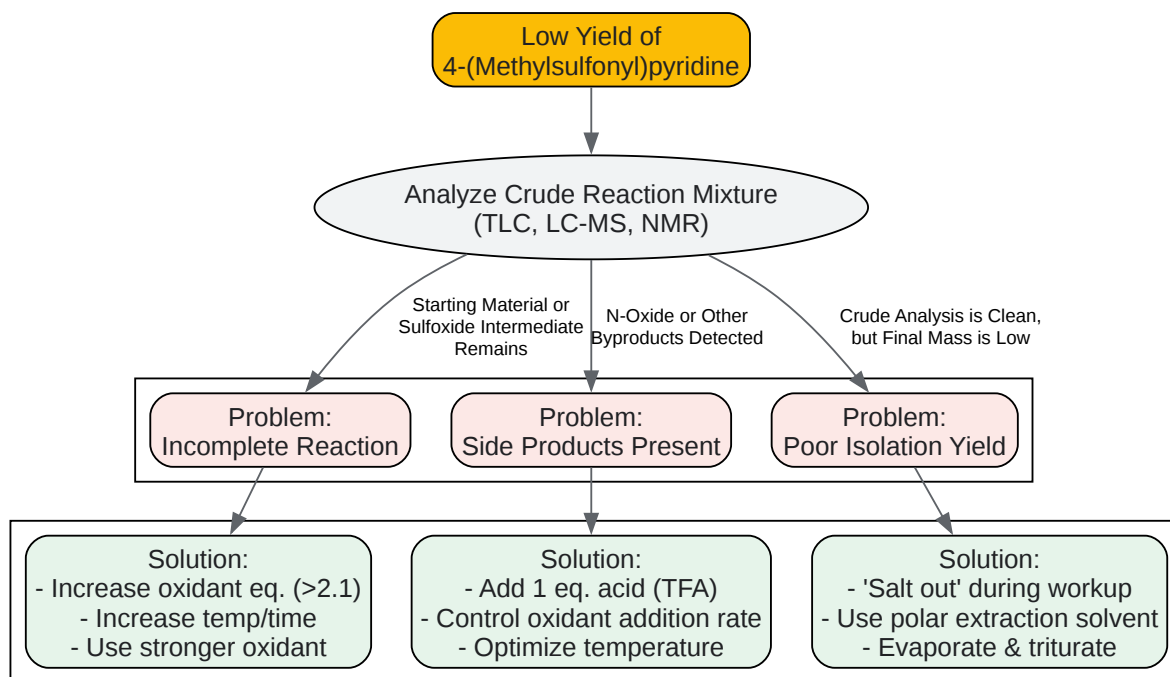 Low Yield of
4-(Methylsulfonyl)pyridine
Analyze Crude Reaction Mixture
(TLC, LC-MS, NMR)
Starting Material or
Sulfoxide Intermediate
Remains
N-Oxide or Other
Byproducts Detected
Crude Analysis is Clean,
but Final Mass is Low
Problem:
Incomplete Reaction
Problem:
Side Products Present
Problem:
Poor Isolation Yield
Solution:
- Increase oxidant eq. (>2.1)
- Increase temp/time
- Use stronger oxidant
Solution:
- Add 1 eq. acid (TFA)
- Control oxidant addition rate
- Optimize temperature
Solution:
- 'Salt out' during workup
- Use polar extraction solvent
- Evaporate & triturate